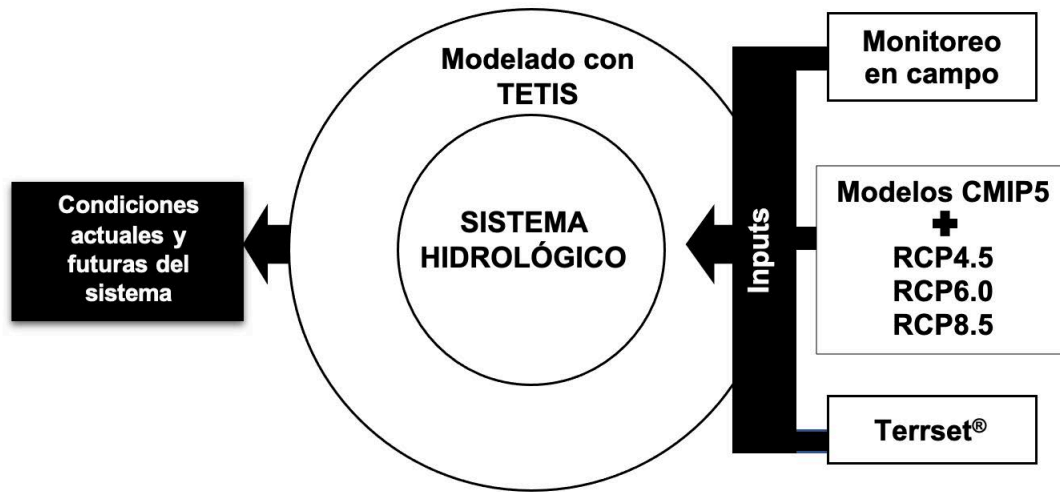 Modelado con
TETIS
SISTEMA
HIDROLÓGICO
Condiciones
actuales y
futuras del
sistema
Inputs
Monitoreo
en campo
Modelos CMIP5
+
RCP4.5
RCP6.0
RCP8.5
Terrset®